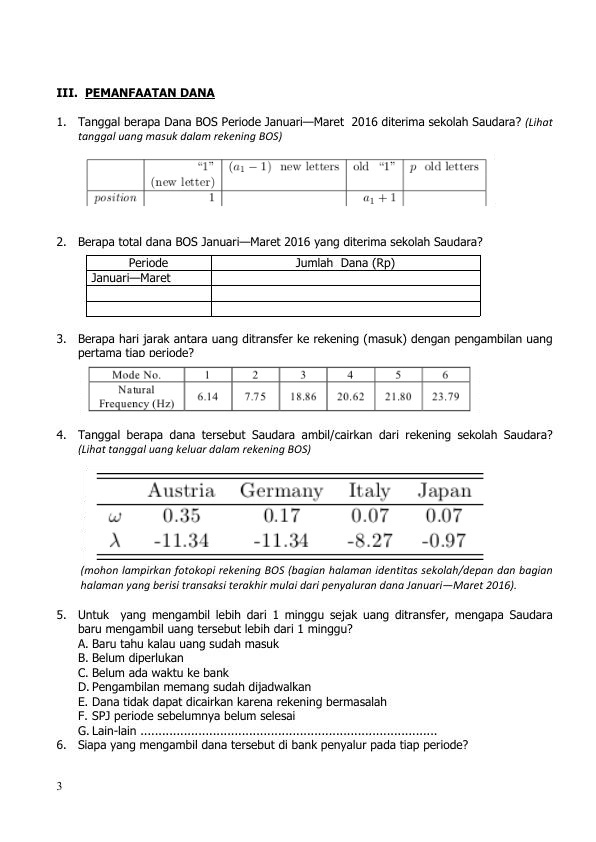 III. PEMANFAATAN DANA
1. Tanggal berapa Dana BOS Periode Januari—Maret 2016 diterima sekolah Saudara? (Lihat
tanggal uang masuk dalam rekening BOS)
"1" (a₁ − 1) new letters old "1" p old letters
(new letter)
position 1 a₁ + 1
2. Berapa total dana BOS Januari—Maret 2016 yang diterima sekolah Saudara?
Periode Jumlah Dana (Rp)
Januari—Maret
3. Berapa hari jarak antara uang ditransfer ke rekening (masuk) dengan pengambilan uang
pertama tiap periode?
Mode No. 1 2 3 4 5 6
Natural
Frequency (Hz) 6.14 7.75 18.86 20.62 21.80 23.79
4. Tanggal berapa dana tersebut Saudara ambil/cairkan dari rekening sekolah Saudara?
(Lihat tanggal uang keluar dalam rekening BOS)
Austria Germany Italy Japan
ω 0.35 0.17 0.07 0.07
λ -11.34 -11.34 -8.27 -0.97
(mohon lampirkan fotokopi rekening BOS (bagian halaman identitas sekolah/depan dan bagian
halaman yang berisi transaksi terakhir mulai dari penyaluran dana Januari—Maret 2016).
5. Untuk yang mengambil lebih dari 1 minggu sejak uang ditransfer, mengapa Saudara
baru mengambil uang tersebut lebih dari 1 minggu?
A. Baru tahu kalau uang sudah masuk
B. Belum diperlukan
C. Belum ada waktu ke bank
D. Pengambilan memang sudah dijadwalkan
E. Dana tidak dapat dicairkan karena rekening bermasalah
F. SPJ periode sebelumnya belum selesai
G. Lain-lain ..................................................................................
6. Siapa yang mengambil dana tersebut di bank penyalur pada tiap periode?
3